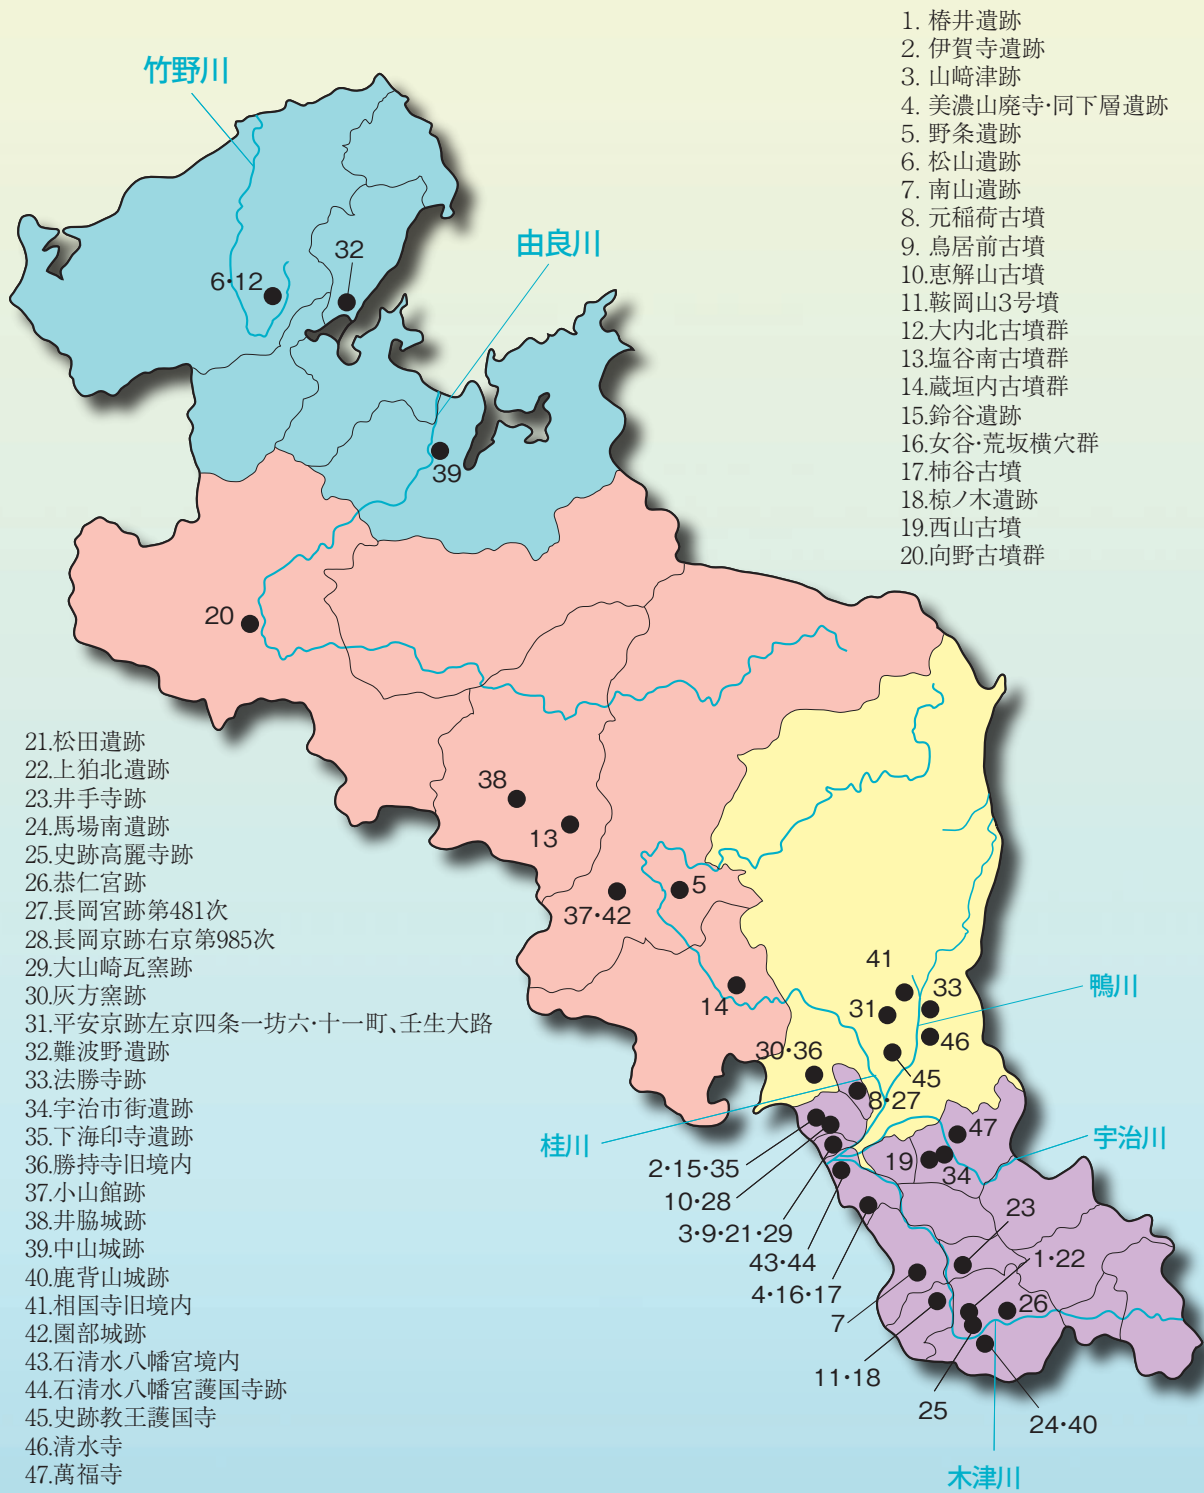 1. 椿井遺跡
2. 伊賀寺遺跡
3. 山﨑津跡
4. 美濃山廃寺・同下層遺跡
5. 野条遺跡
6. 松山遺跡
7. 南山遺跡
8. 元稲荷古墳
9. 鳥居前古墳
10.恵解山古墳
11.鞍岡山3号墳
12.大内北古墳群
13.塩谷南古墳群
14.蔵垣内古墳群
15.鈴谷遺跡
16.女谷・荒坂横穴群
17.柿谷古墳
18.椋ノ木遺跡
19.西山古墳
20.向野古墳群
竹野川
由良川
32
6・12
39
20
38
13
5
37・42
14
41
33
31
鴨川
46
30・36
45
8・27
桂川
47
宇治川
2・15・35
19
34
10・28
3・9・21・29
23
43・44
1・22
4・16・17
26
7
11・18
25
24・40
木津川
21.松田遺跡
22.上狛北遺跡
23.井手寺跡
24.馬場南遺跡
25.史跡高麗寺跡
26.恭仁宮跡
27.長岡宮跡第481次
28.長岡京跡右京第985次
29.大山崎瓦窯跡
30.灰方窯跡
31.平安京跡左京四条一坊六・十一町、壬生大路
32.難波野遺跡
33.法勝寺跡
34.宇治市街遺跡
35.下海印寺遺跡
36.勝持寺旧境内
37.小山館跡
38.井脇城跡
39.中山城跡
40.鹿背山城跡
41.相国寺旧境内
42.園部城跡
43.石清水八幡宮境内
44.石清水八幡宮護国寺跡
45.史跡教王護国寺
46.清水寺
47.萬福寺